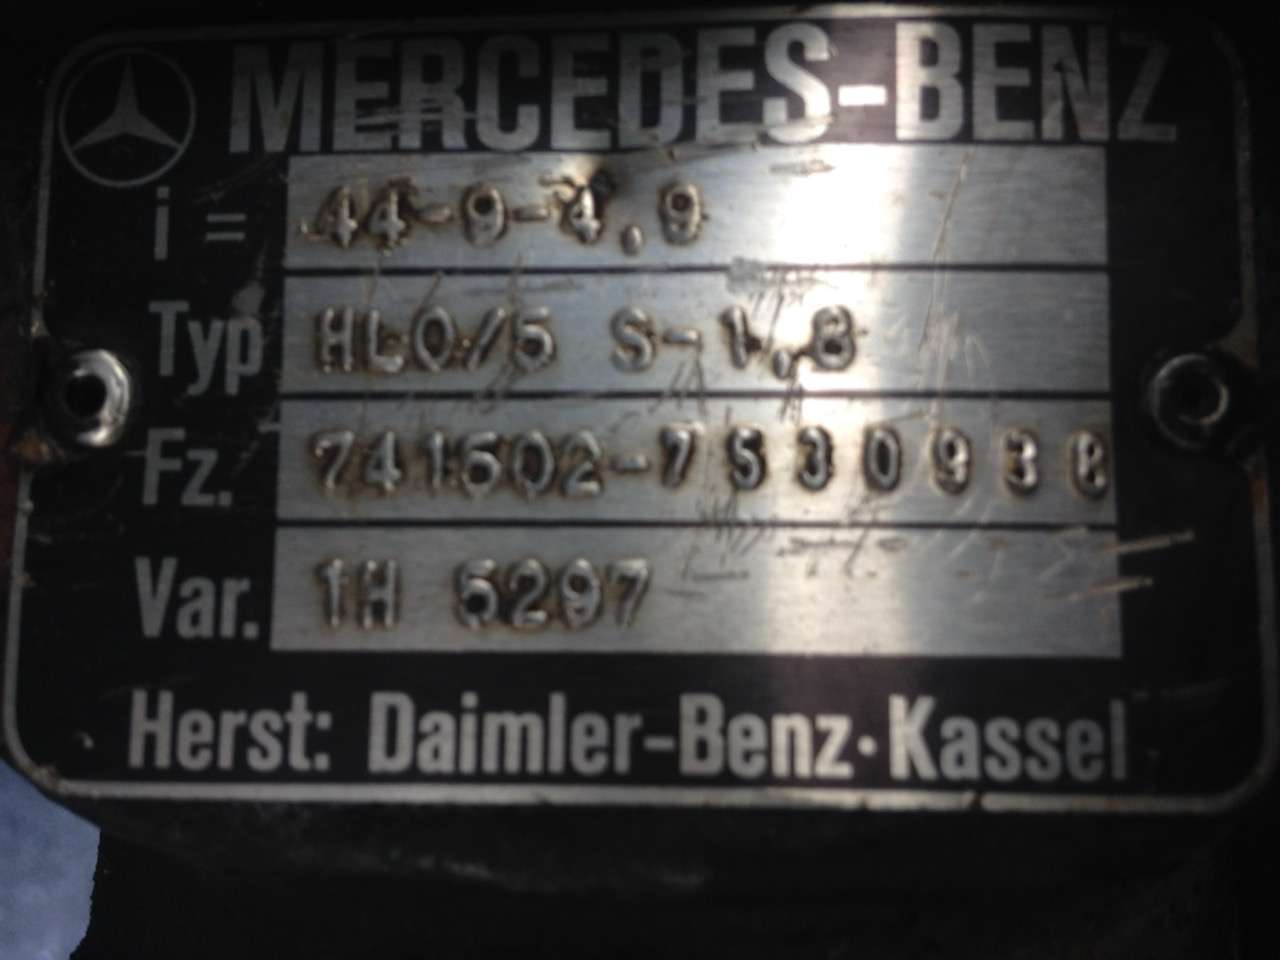 MERCEDES-BENZ
i = 44-9-4,9
Typ HL0/5 S-1,8
Fz. 741502-7530938
Var. 1H 5297
Herst: Daimler-Benz·Kassel